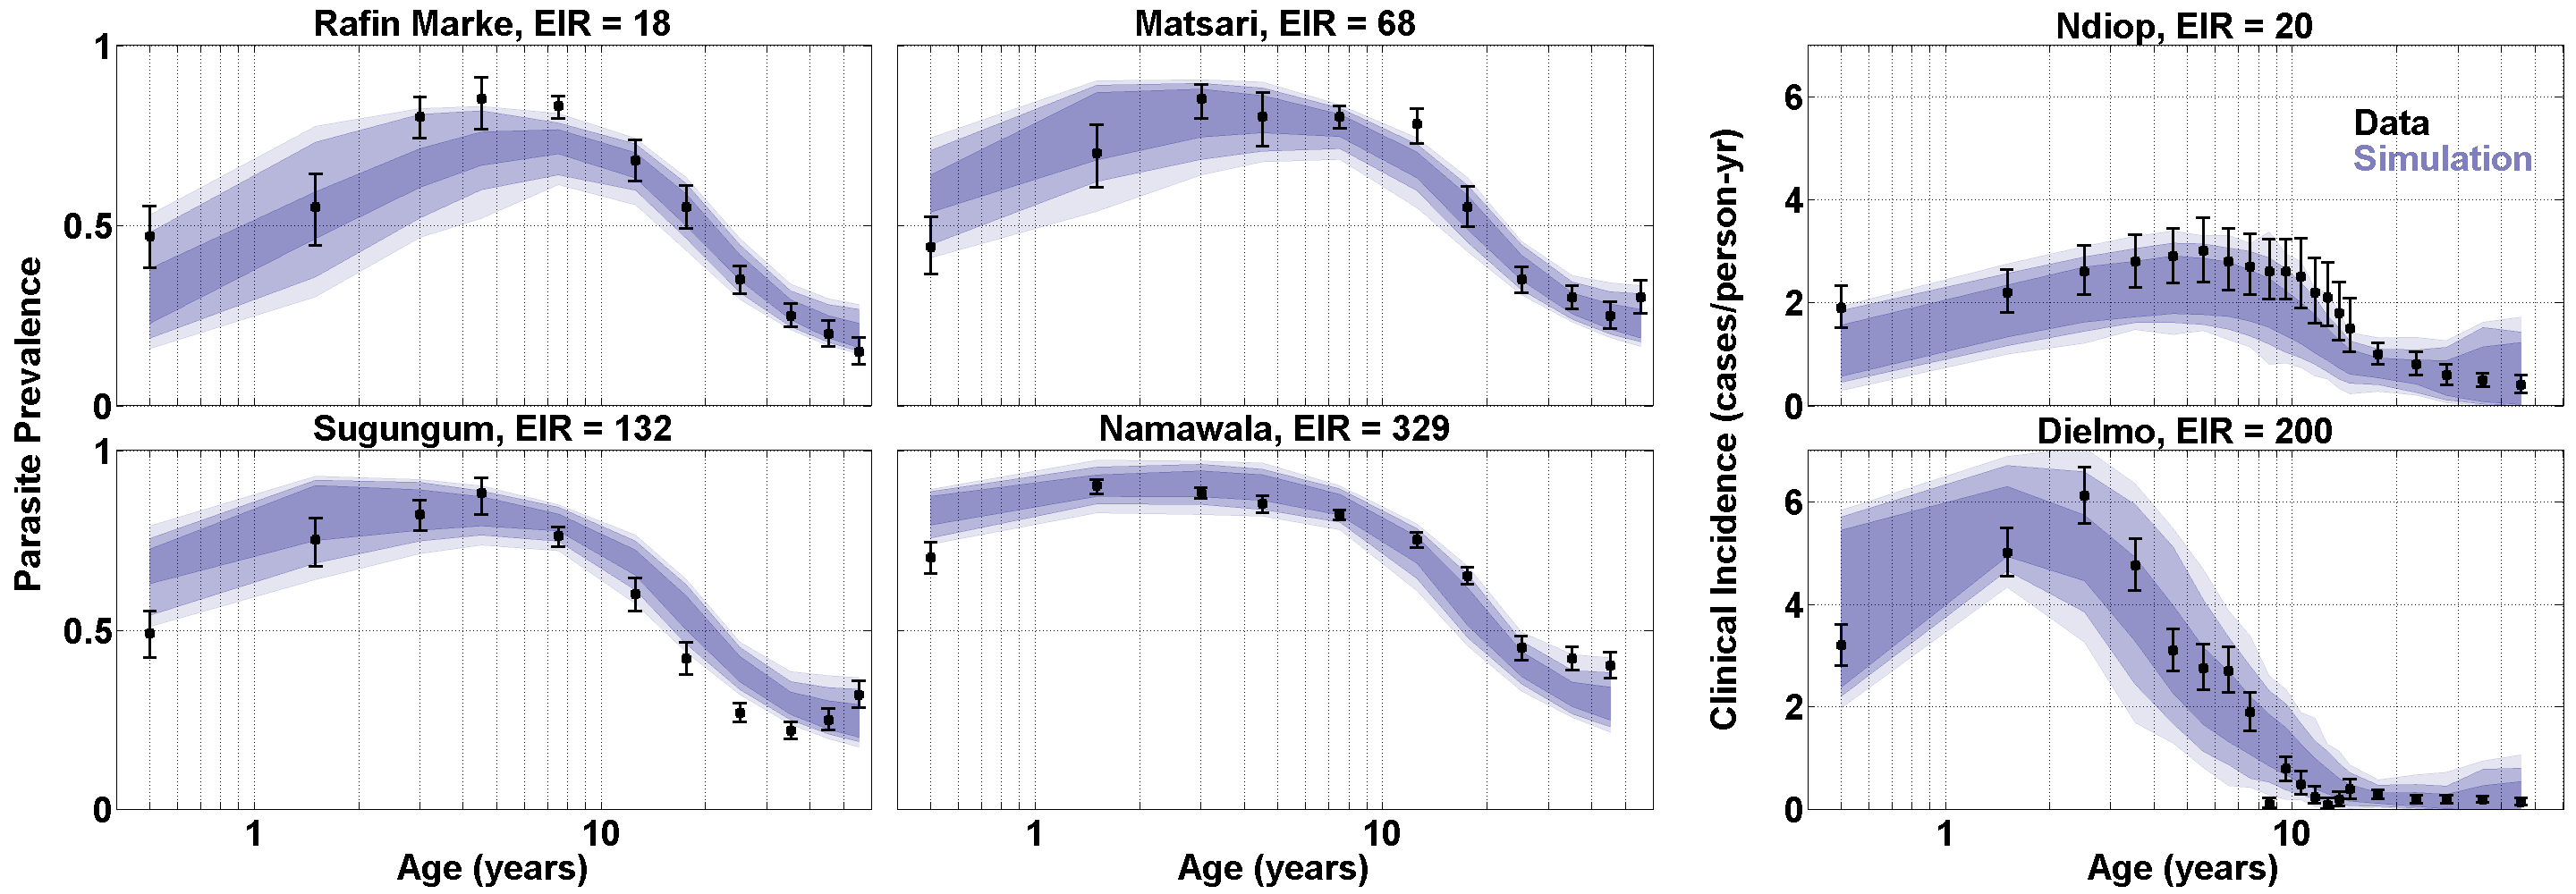 Rafin Marke, EIR = 18
Matsari, EIR = 68
Ndiop, EIR = 20
1
0.5
0
6
4
2
0
Data
Simulation
Parasite Prevalence
Clinical Incidence (cases/person-yr)
Sugungum, EIR = 132
Namawala, EIR = 329
Dielmo, EIR = 200
1
0.5
0
6
4
2
0
1
10
1
10
1
10
Age (years)
Age (years)
Age (years)